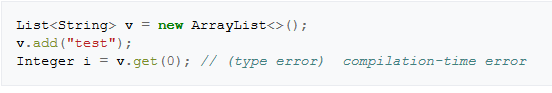 List<String> v = new ArrayList<>();
v.add("test");
Integer i = v.get(0); // (type error)  compilation-time error